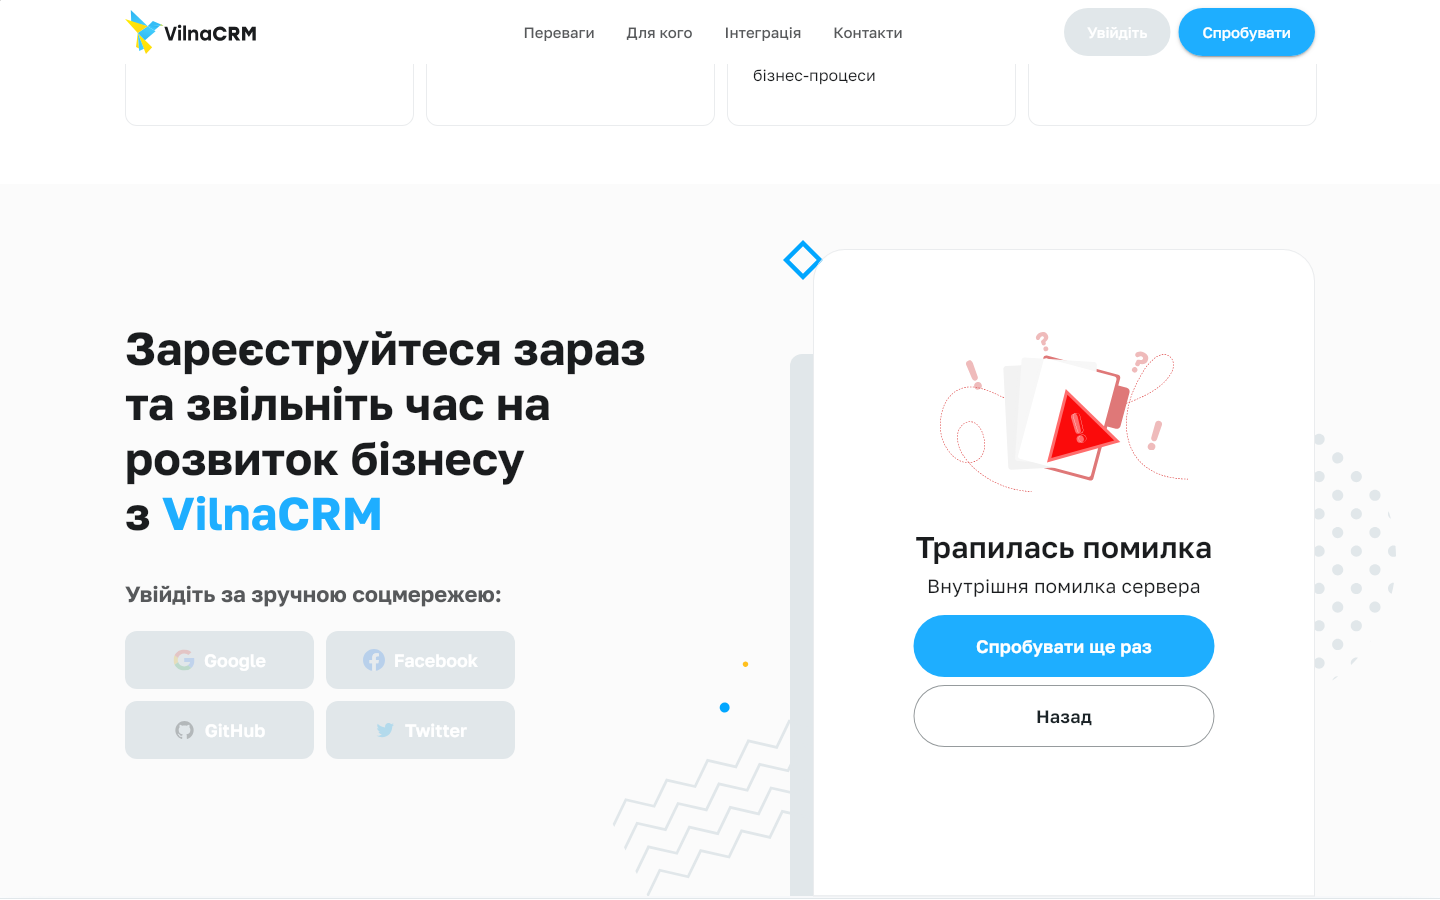 VilnaCRM
Переваги
Для кого
Інтеграція
Контакти
Увійдіть
Спробувати
бізнес-процеси
Зареєструйтеся зараз
та звільніть час на
розвиток бізнесу
з VilnaCRM
Увійдіть за зручною соцмережею:
Google
Facebook
GitHub
Twitter
Трапилась помилка
Внутрішня помилка сервера
Спробувати ще раз
Назад